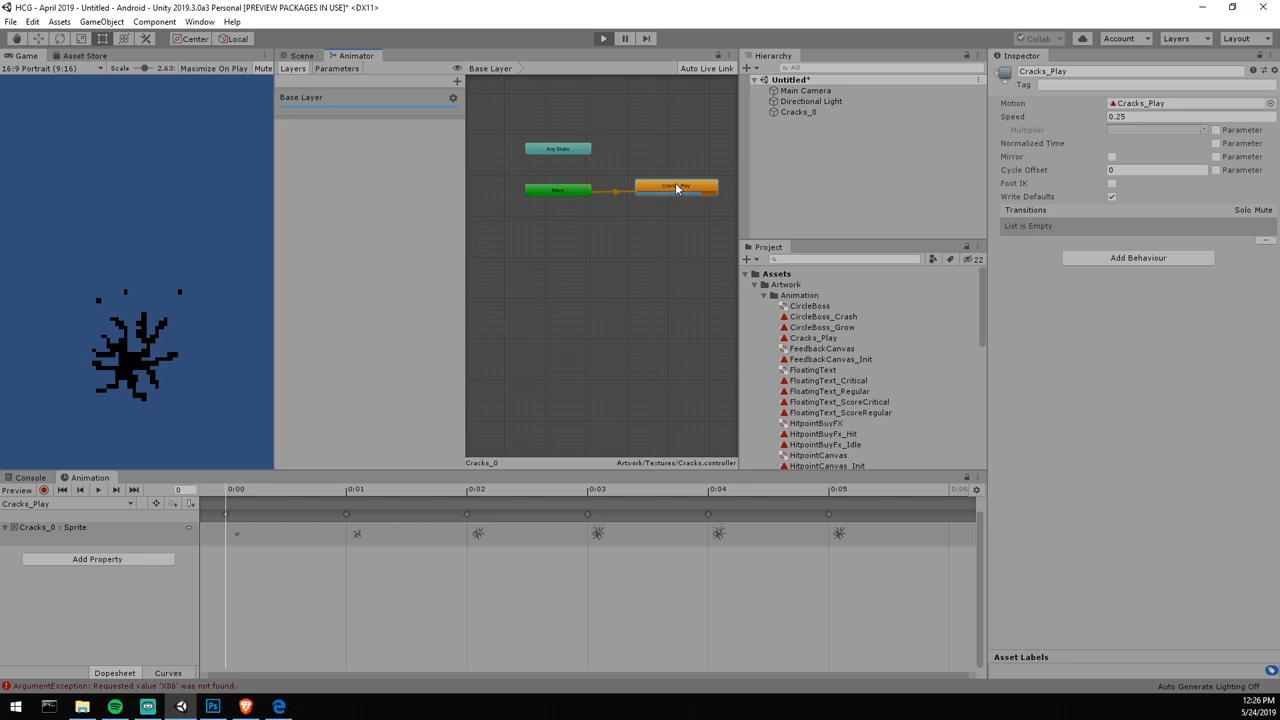 HCG - April 2019 - Untitled - Android - Unity 2019.3.0a3 Personal [PREVIEW PACKAGES IN USE]* <DX11>
File Edit Assets GameObject Component Window Help
Center Local Collab Account Layers Layout
Game Asset Store
16:9 Portrait (9:16) Scale 2.63: Maximize On Play Mute
Scene Animator
Layers Parameters
Base Layer
Base Layer Auto Live Link
Any State
Entry
Cracks_Play
Cracks_0 Artwork/Textures/Cracks.controller
Hierarchy
All
Untitled*
Main Camera
Directional Light
Cracks_0
Project
22
Assets
Artwork
Animation
CircleBoss
CircleBoss_Crash
CircleBoss_Grow
Cracks_Play
FeedbackCanvas
FeedbackCanvas_Init
FloatingText
FloatingText_Critical
FloatingText_Regular
FloatingText_ScoreCritical
FloatingText_ScoreRegular
HitpointBuyFX
HitpointBuyFx_Hit
HitpointBuyFx_Idle
HitpointCanvas
HitpointCanvas_Init
Inspector
Cracks_Play
Tag
Motion Cracks_Play
Speed 0.25
Multiplier Parameter
Normalized Time Parameter
Mirror Parameter
Cycle Offset 0 Parameter
Foot IK
Write Defaults
Transitions Solo Mute
List is Empty
Add Behaviour
Asset Labels
Console Animation
Preview 0 0:00 0:01 0:02 0:03 0:04 0:05 0:06
Cracks_Play
Cracks_0 : Sprite
Add Property
Dopesheet Curves
ArgumentException: Requested value 'X86' was not found.
Auto Generate Lighting Off
12:26 PM
5/24/2019